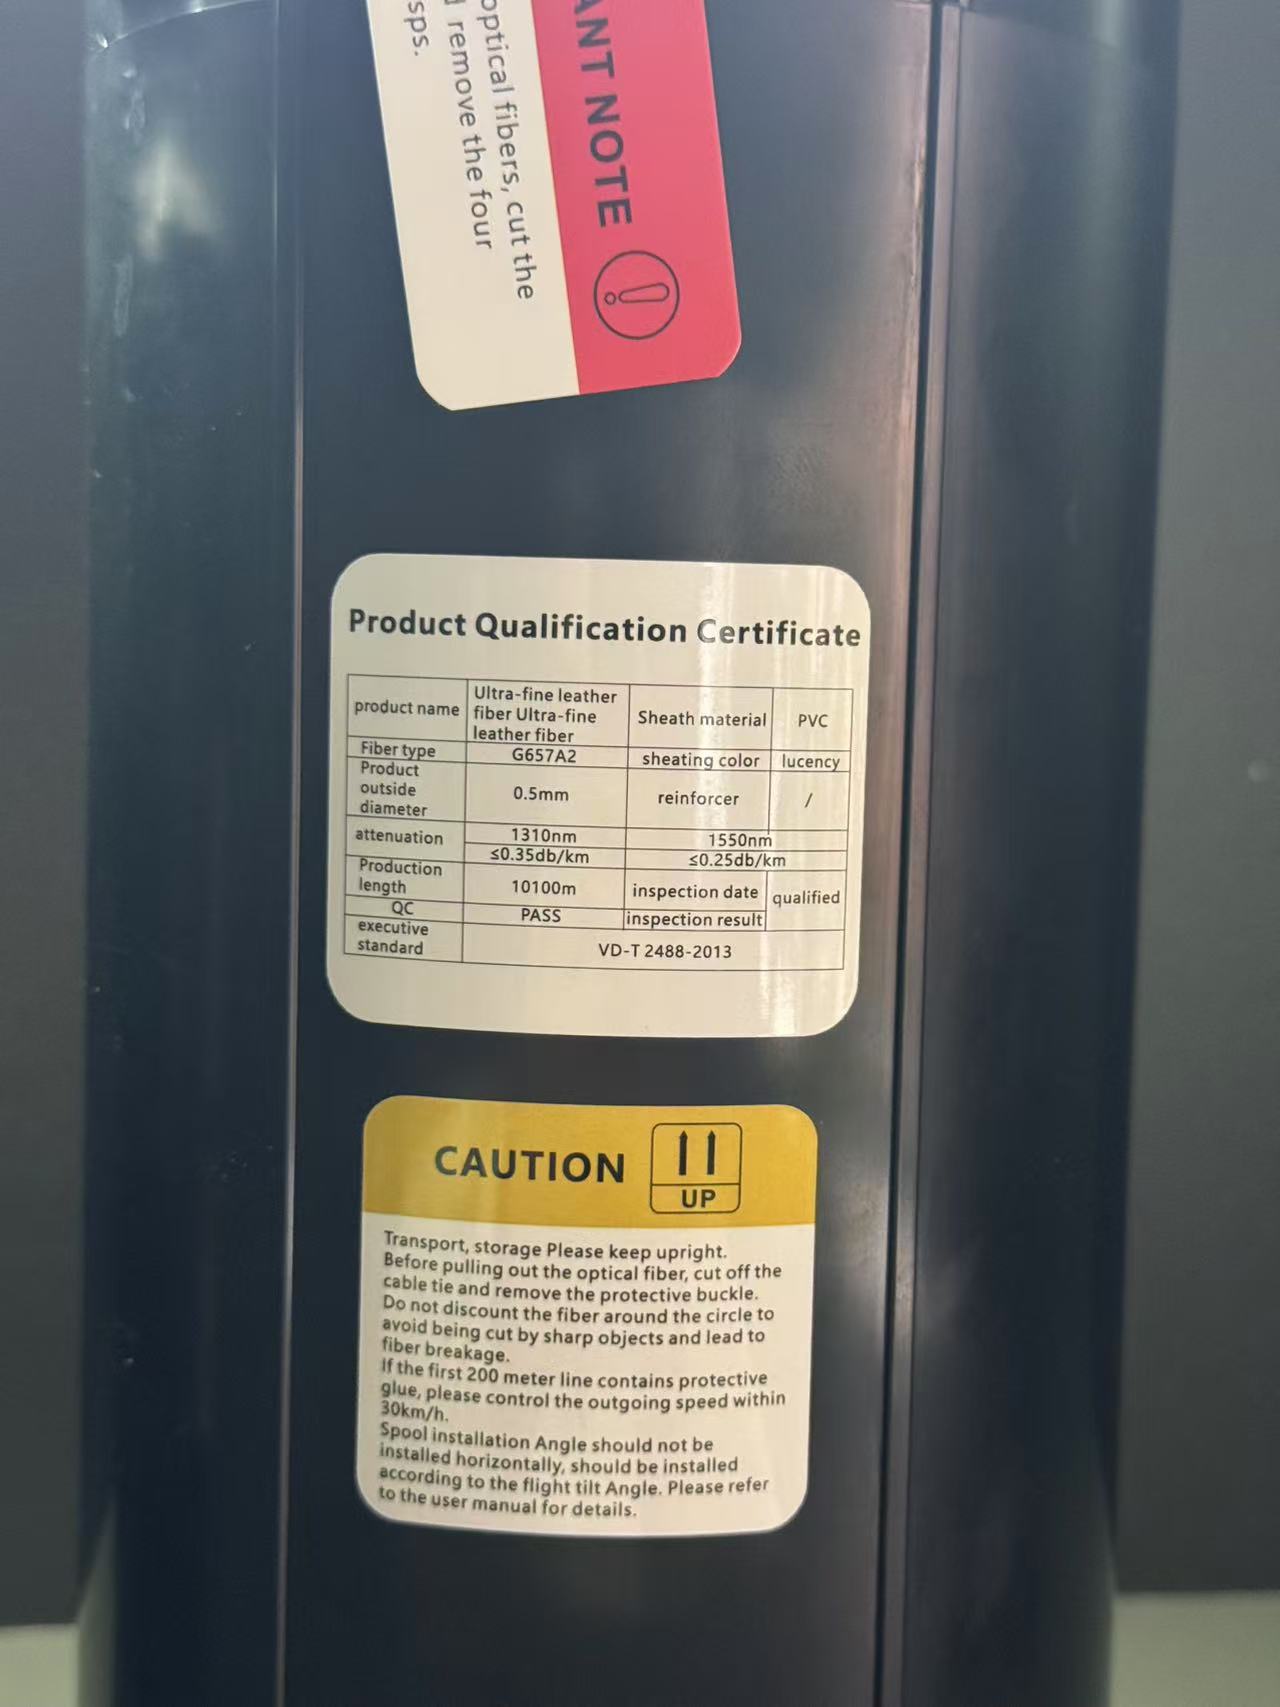 ANT NOTE
optical fibers, cut the
remove the four
sps.
Product Qualification Certificate
product name
Ultra-fine leather
fiber Ultra-fine
leather fiber
Sheath material
PVC
Fiber type
G657A2
sheating color
lucency
Product
outside
diameter
0.5mm
reinforcer
/
attenuation
1310nm
1550nm
≤0.35db/km
≤0.25db/km
Production
length
10100m
inspection date
qualified
QC
PASS
inspection result
executive
standard
VD-T 2488-2013
CAUTION
UP
Transport, storage Please keep upright.
Before pulling out the optical fiber, cut off the
cable tie and remove the protective buckle.
Do not discount the fiber around the circle to
avoid being cut by sharp objects and lead to
fiber breakage.
If the first 200 meter line contains protective
glue, please control the outgoing speed within
30km/h.
Spool installation Angle should not be
installed horizontally, should be installed
according to the flight tilt Angle. Please refer
to the user manual for details.